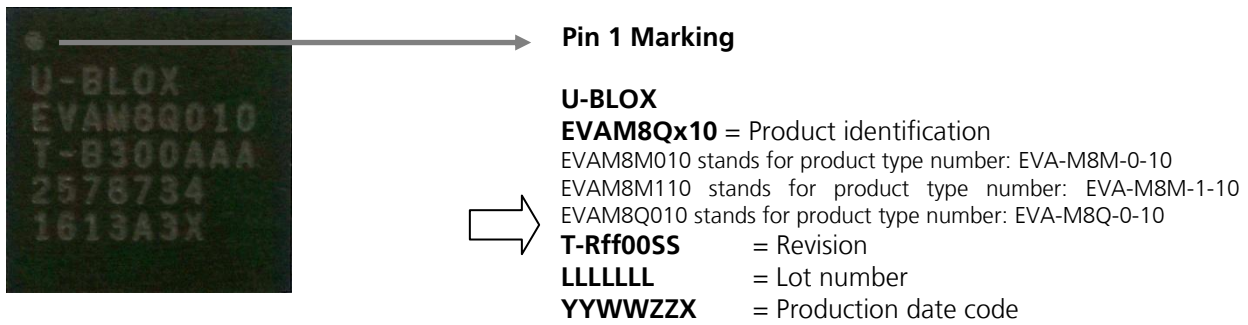 Pin 1 Marking
U-BLOX
EVAM8Q010
T-B300AAA
2578734
1613A3X
U-BLOX
EVAM8Qx10 = Product identification
EVAM8M010 stands for product type number: EVA-M8M-0-10
EVAM8M110 stands for product type number: EVA-M8M-1-10
EVAM8Q010 stands for product type number: EVA-M8Q-0-10
T-Rff00SS = Revision
LLLLLLL = Lot number
YYWWZZX = Production date code